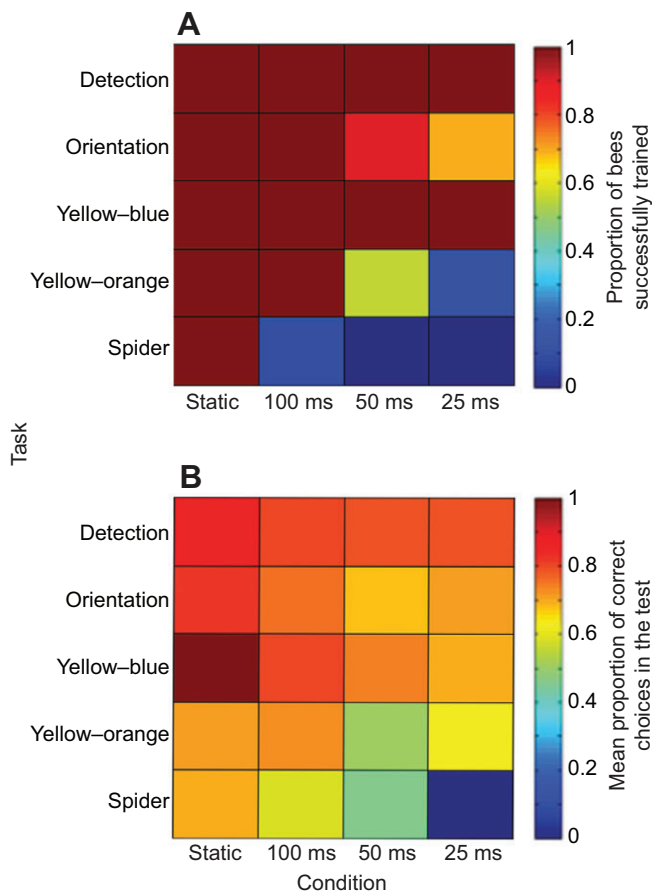 A
Detection
Orientation
Yellow–blue
Yellow–orange
Spider
Static 100 ms 50 ms 25 ms
1
0.8
0.6
0.4
0.2
0
Proportion of bees
successfully trained
Task
B
Detection
Orientation
Yellow–blue
Yellow–orange
Spider
Static 100 ms 50 ms 25 ms
Condition
1
0.8
0.6
0.4
0.2
0
Mean proportion of correct
choices in the test